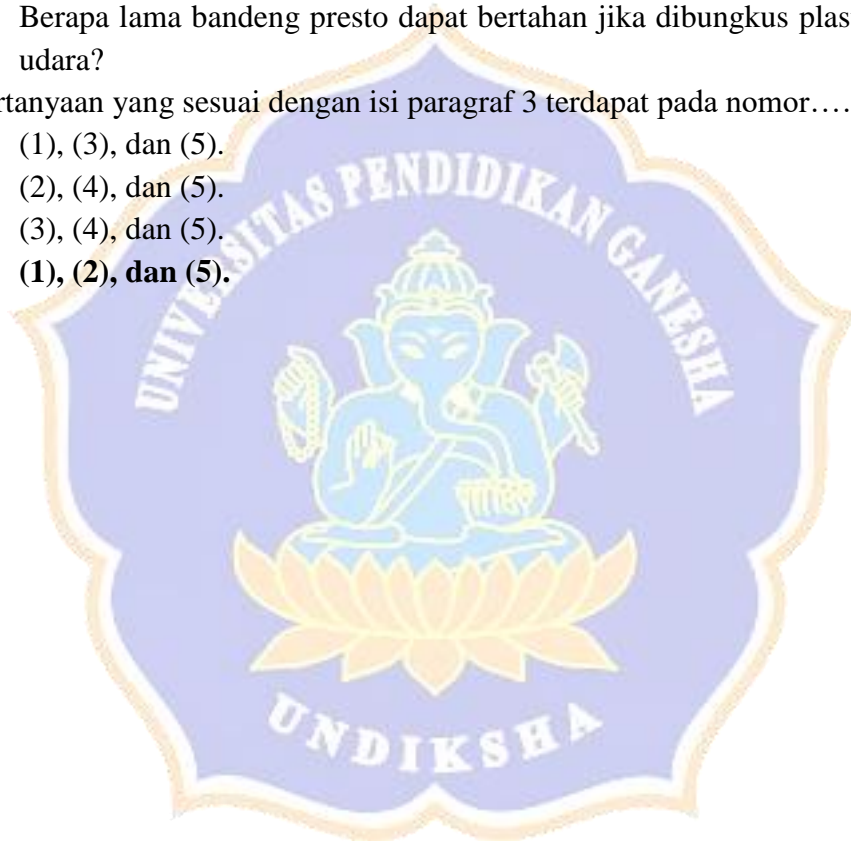 Berapa lama bandeng presto dapat bertahan jika dibungkus plas
udara?
rtanyaan yang sesuai dengan isi paragraf 3 terdapat pada nomor….
(1), (3), dan (5).
(2), (4), dan (5).
(3), (4), dan (5).
(1), (2), dan (5).
UNIVERSITAS PENDIDIKAN GANESHA
UNDIKSHA